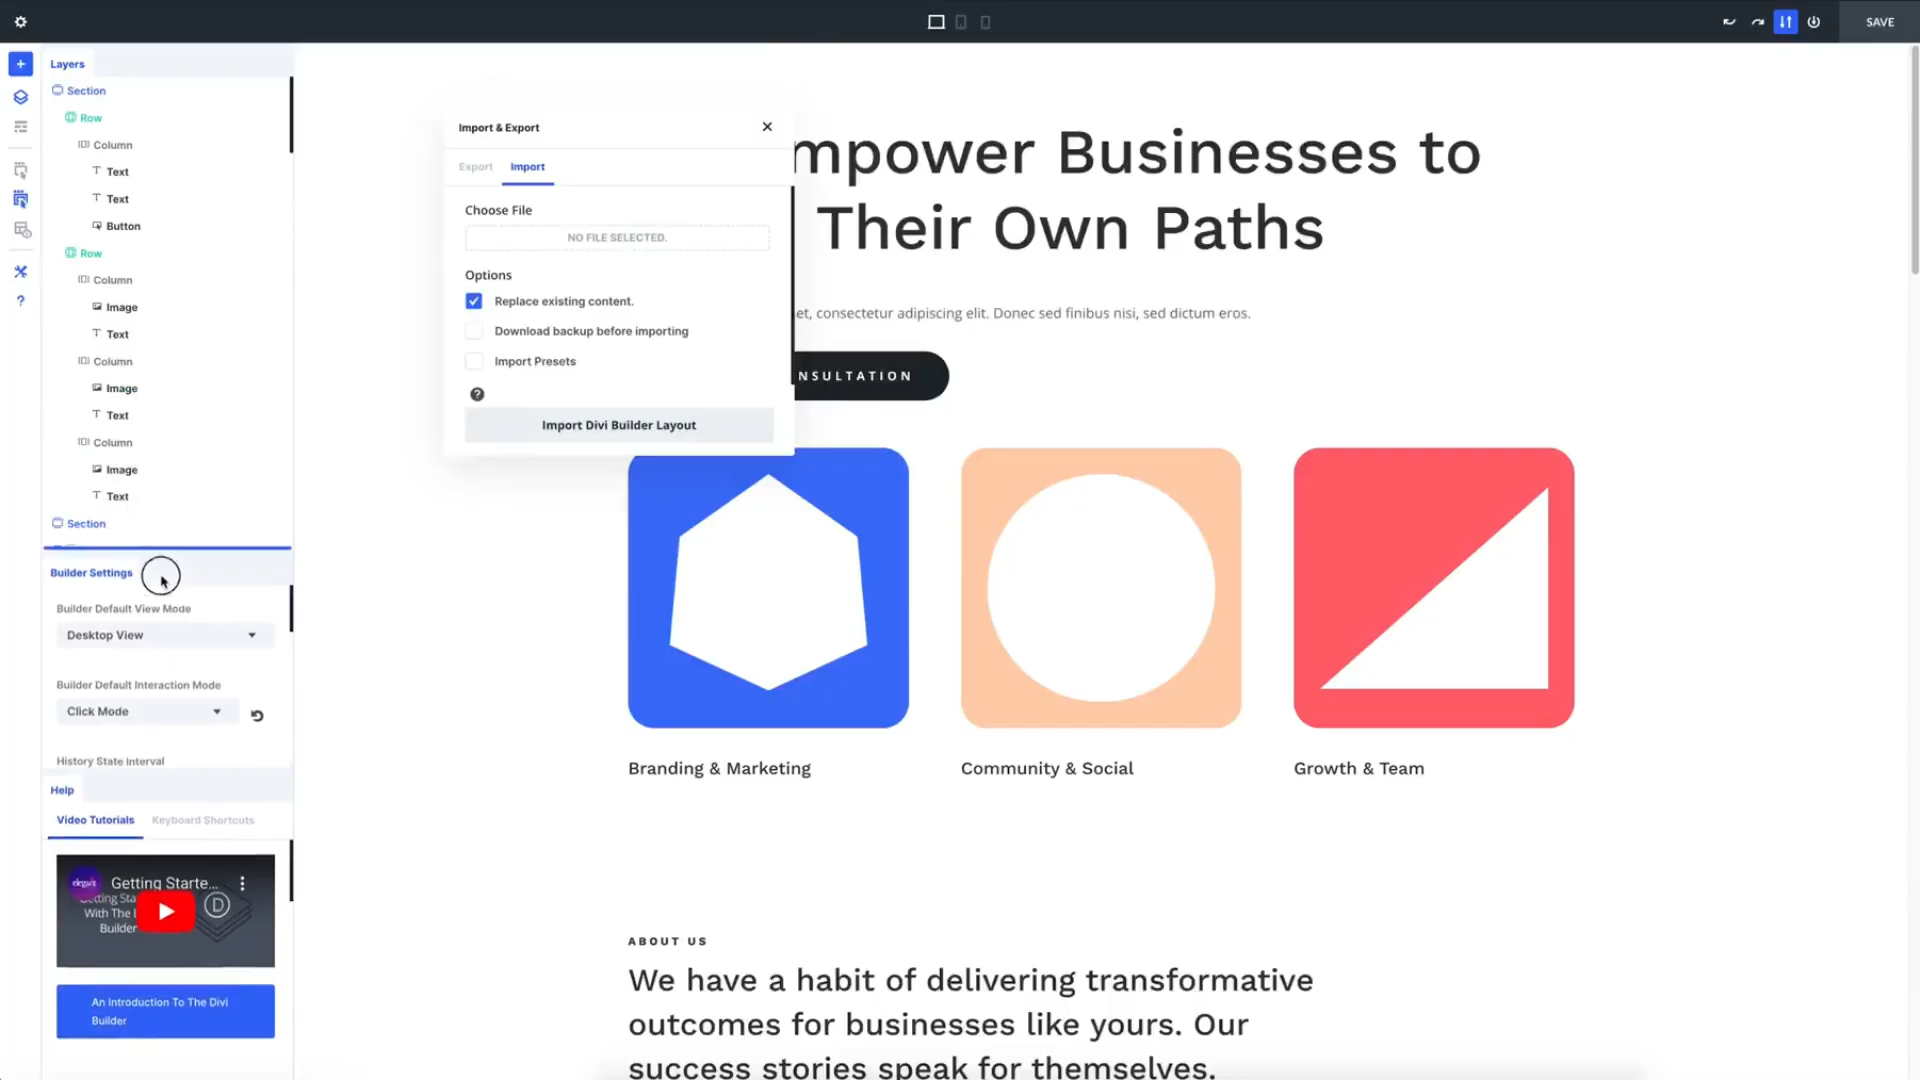 SAVE
Layers
Section
Row
Column
Text
Text
Button
Row
Column
Image
Text
Column
Image
Text
Column
Image
Text
Section
Builder Settings
Builder Default View Mode
Desktop View
Builder Default Interaction Mode
Click Mode
History State Interval
Help
Video Tutorials
Keyboard Shortcuts
Getting Starte...
With The
Builder
D
An Introduction To The Divi
Builder
?
Import & Export
Export
Import
Choose File
NO FILE SELECTED.
Options
Replace existing content.
Download backup before importing
Import Presets
?
Import Divi Builder Layout
mpower Businesses to
Their Own Paths
et, consectetur adipiscing elit. Donec sed finibus nisi, sed dictum eros.
NSULTATION
Branding & Marketing
Community & Social
Growth & Team
ABOUT US
We have a habit of delivering transformative
outcomes for businesses like yours. Our
success stories speak for themselves.